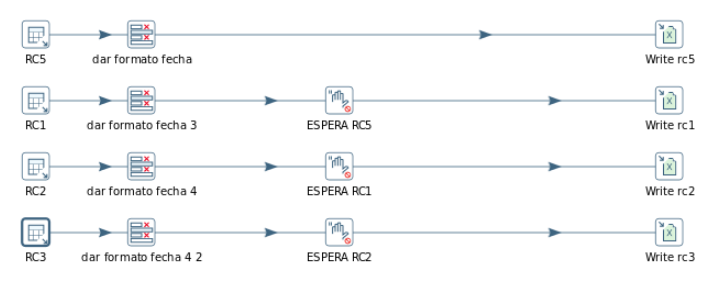 RC5 dar formato fecha Write rc5
RC1 dar formato fecha 3 ESPERA RC5 Write rc1
RC2 dar formato fecha 4 ESPERA RC1 Write rc2
RC3 dar formato fecha 4 2 ESPERA RC2 Write rc3